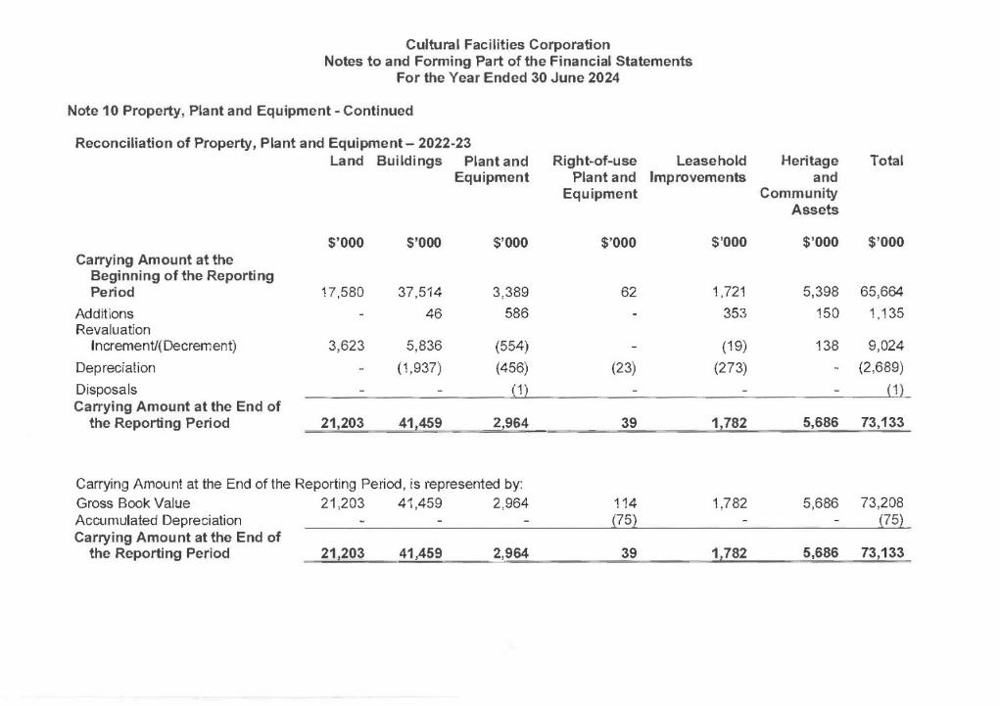 Cultural Facilities Corporation
Notes to and Forming Part of the Financial Statements
For the Year Ended 30 June 2024
Note 10 Property, Plant and Equipment - Continued
Reconciliation of Property, Plant and Equipment – 2022-23
Land Buildings Plant and Right-of-use Leasehold Heritage Total
Equipment Plant and Improvements and
Equipment Community
Assets
$'000 $'000 $'000 $'000 $'000 $'000 $'000
Carrying Amount at the
Beginning of the Reporting
Period 17,580 37,514 3,389 62 1,721 5,398 65,664
Additions - 46 586 - 353 150 1,135
Revaluation
Increment/(Decrement) 3,623 5,836 (554) - (19) 138 9,024
Depreciation - (1,937) (456) (23) (273) - (2,689)
Disposals - - (1) - - - (1)
Carrying Amount at the End of
the Reporting Period 21,203 41,459 2,964 39 1,782 5,686 73,133
Carrying Amount at the End of the Reporting Period, is represented by:
Gross Book Value 21,203 41,459 2,964 114 1,782 5,686 73,208
Accumulated Depreciation - - - (75) - - (75)
Carrying Amount at the End of
the Reporting Period 21,203 41,459 2,964 39 1,782 5,686 73,133